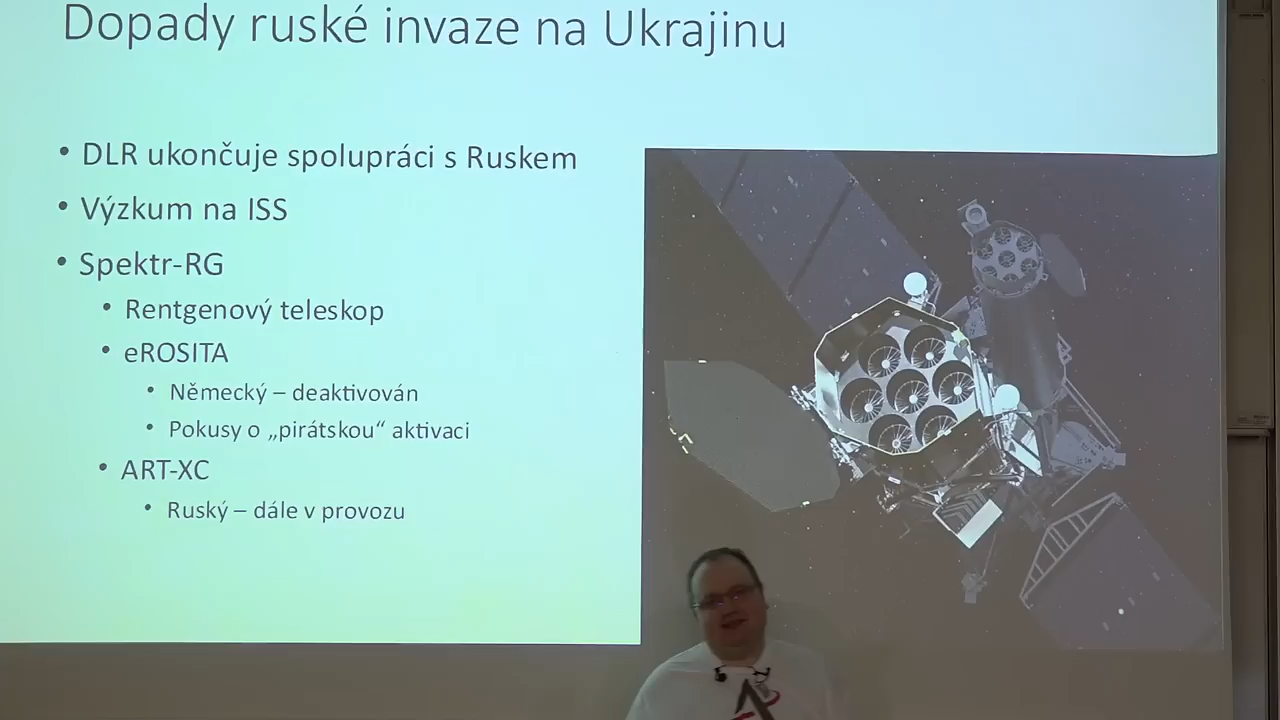 Dopady ruské invaze na Ukrajinu
• DLR ukončuje spolupráci s Ruskem
• Výzkum na ISS
• Spektr-RG
• Rentgenový teleskop
• eROSITA
• Německý – deaktivován
• Pokusy o „pirátskou“ aktivaci
• ART-XC
• Ruský – dále v provozu